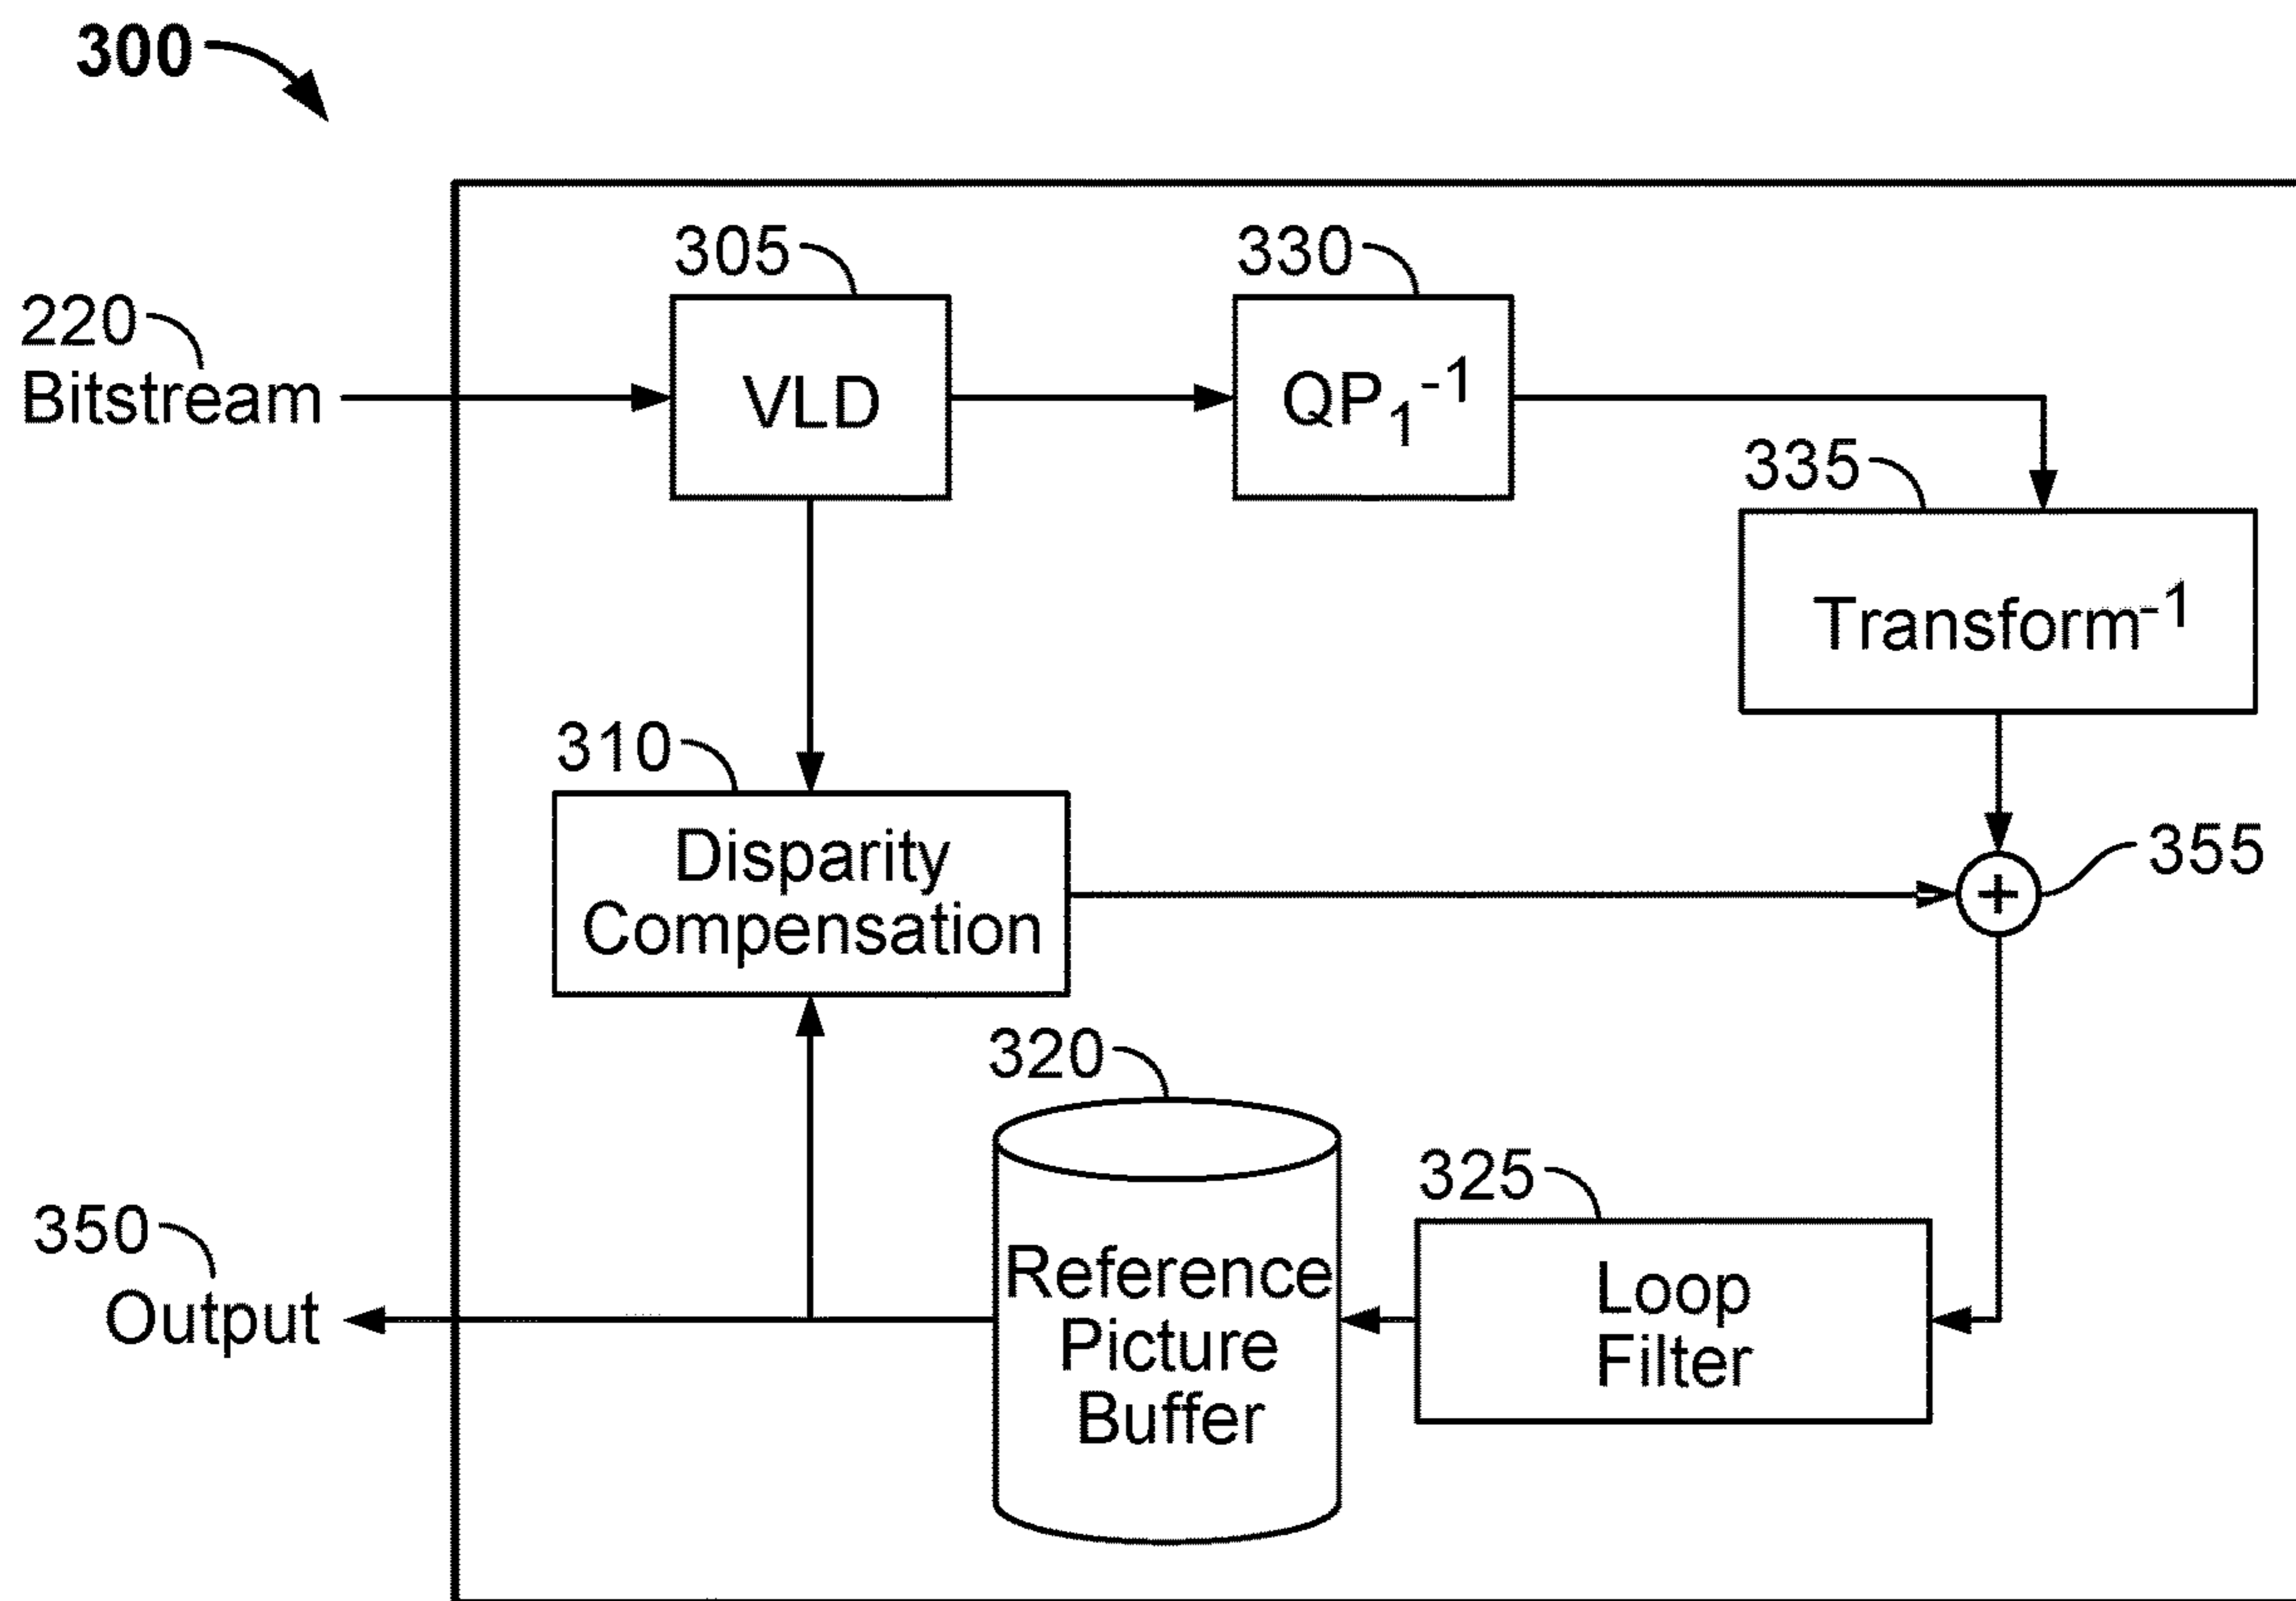 300
305
330
220
Bitstream
VLD
QP₁⁻¹
335
Transform⁻¹
310
Disparity
Compensation
+
355
320
325
350
Output
Reference
Picture
Buffer
Loop
Filter